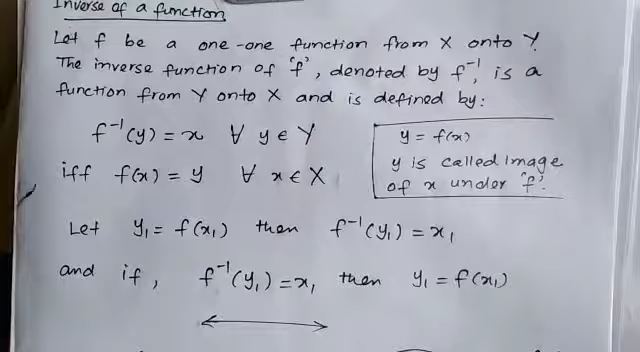 Inverse of a function
Let f be a one-one function from X onto Y.
The inverse function of 'f', denoted by f⁻¹, is a
function from Y onto X and is defined by:
f⁻¹(y) = x ∀ y ∈ Y
iff f(x) = y ∀ x ∈ X
y = f(x)
y is called image
of x under 'f'.
Let y₁ = f(x₁) then f⁻¹(y₁) = x₁
and if, f⁻¹(y₁) = x₁ then y₁ = f(x₁)